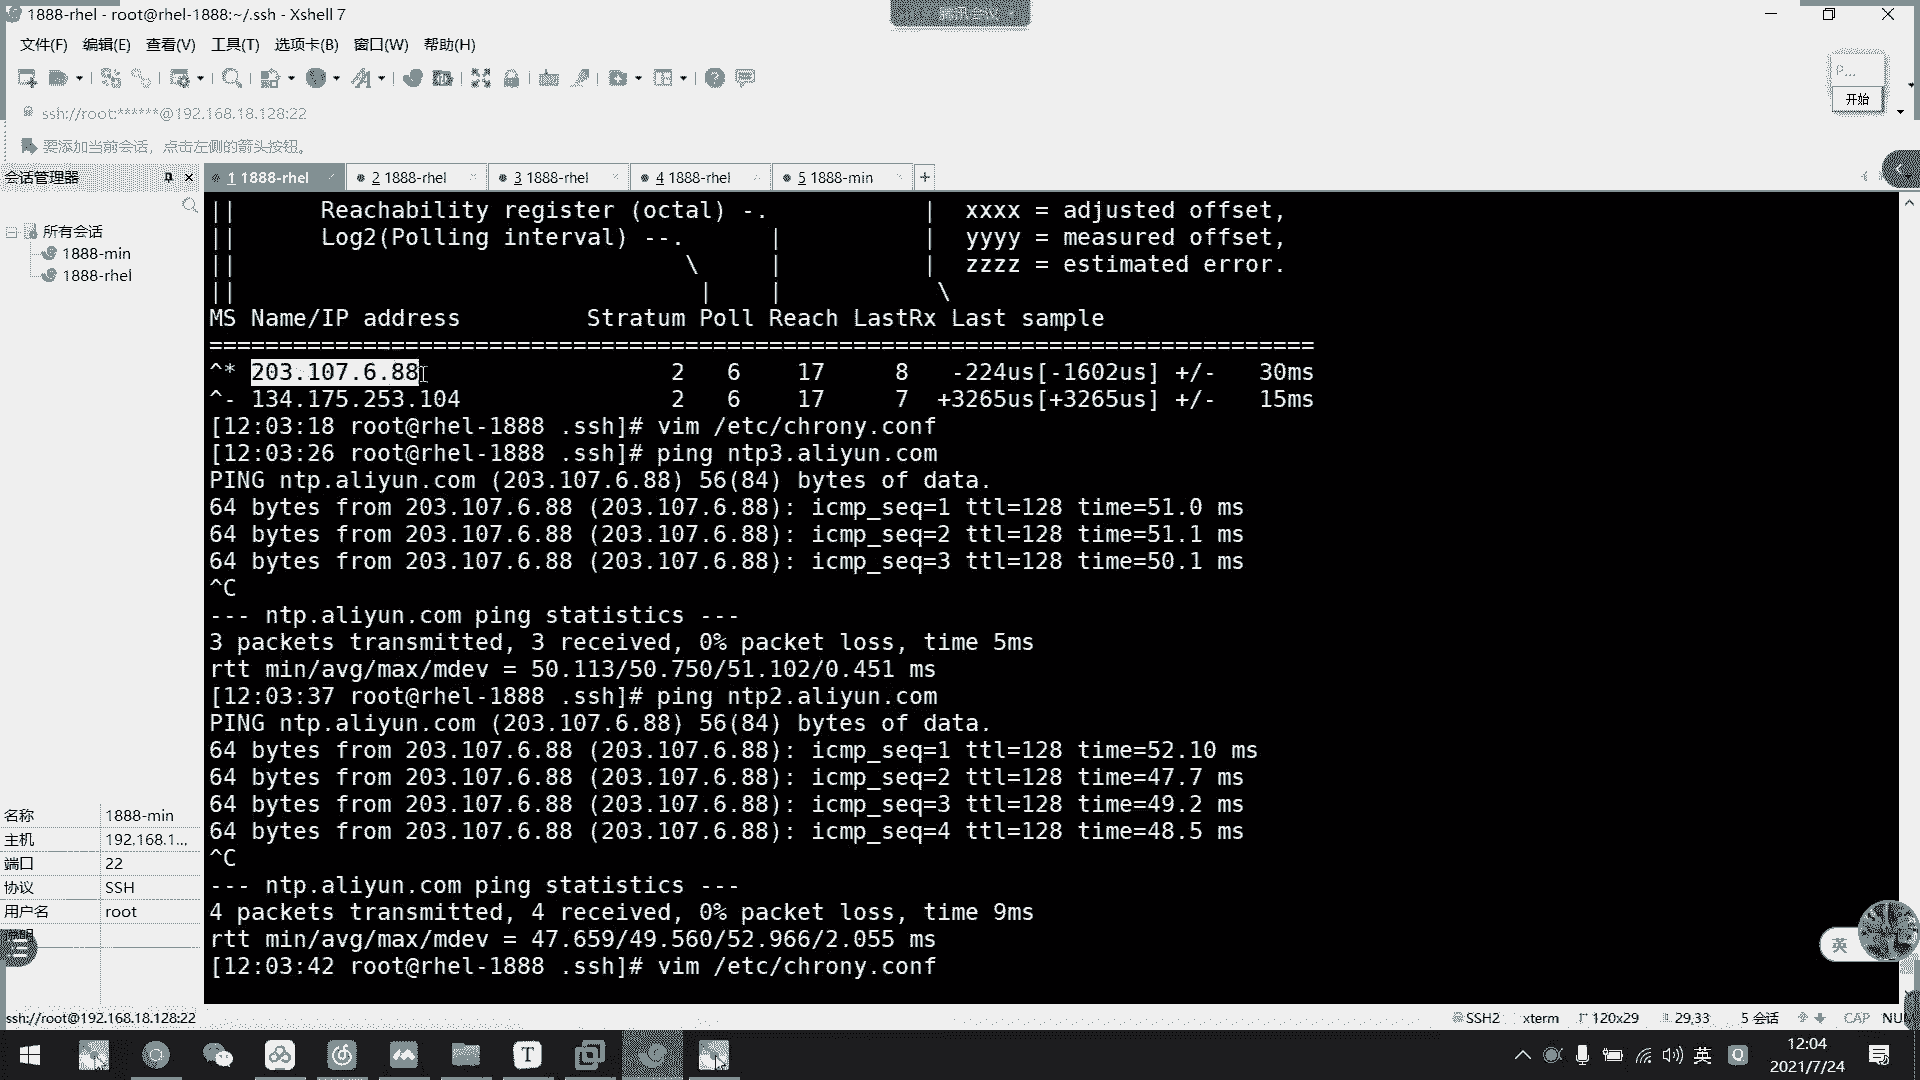 1888-rhel - root@rhel-1888:~/.ssh - Xshell 7
腾讯会议
文件(F) 编辑(E) 查看(V) 工具(T) 选项卡(B) 窗口(W) 帮助(H)
P...
开始
ssh://root:******@192.168.18.128:22
要添加当前会话，点击左侧的箭头按钮。
会话管理器
1 1888-rhel
2 1888-rhel
3 1888-rhel
4 1888-rhel
5 1888-min
所有会话
1888-min
1888-rhel
|| Reachability register (octal) -. | xxxx = adjusted offset,
|| Log2(Polling interval) --. | | yyyy = measured offset,
|| \ | | zzzz = estimated error.
|| | | \
MS Name/IP address Stratum Poll Reach LastRx Last sample
===============================================================================
^* 203.107.6.88 2 6 17 8 -224us[-1602us] +/- 30ms
^- 134.175.253.104 2 6 17 7 +3265us[+3265us] +/- 15ms
[12:03:18 root@rhel-1888 .ssh]# vim /etc/chrony.conf
[12:03:26 root@rhel-1888 .ssh]# ping ntp3.aliyun.com
PING ntp.aliyun.com (203.107.6.88) 56(84) bytes of data.
64 bytes from 203.107.6.88 (203.107.6.88): icmp_seq=1 ttl=128 time=51.0 ms
64 bytes from 203.107.6.88 (203.107.6.88): icmp_seq=2 ttl=128 time=51.1 ms
64 bytes from 203.107.6.88 (203.107.6.88): icmp_seq=3 ttl=128 time=50.1 ms
^C
--- ntp.aliyun.com ping statistics ---
3 packets transmitted, 3 received, 0% packet loss, time 5ms
rtt min/avg/max/mdev = 50.113/50.750/51.102/0.451 ms
[12:03:37 root@rhel-1888 .ssh]# ping ntp2.aliyun.com
PING ntp.aliyun.com (203.107.6.88) 56(84) bytes of data.
64 bytes from 203.107.6.88 (203.107.6.88): icmp_seq=1 ttl=128 time=52.10 ms
64 bytes from 203.107.6.88 (203.107.6.88): icmp_seq=2 ttl=128 time=47.7 ms
64 bytes from 203.107.6.88 (203.107.6.88): icmp_seq=3 ttl=128 time=49.2 ms
64 bytes from 203.107.6.88 (203.107.6.88): icmp_seq=4 ttl=128 time=48.5 ms
^C
--- ntp.aliyun.com ping statistics ---
4 packets transmitted, 4 received, 0% packet loss, time 9ms
rtt min/avg/max/mdev = 47.659/49.560/52.966/2.055 ms
[12:03:42 root@rhel-1888 .ssh]# vim /etc/chrony.conf
名称 1888-min
主机 192.168.1...
端口 22
协议 SSH
用户名 root
英
ssh://root@192.168.18.128:22
SSH2 xterm 120x29 29,33 5 会话 CAP NUM
英
12:04
2021/7/24